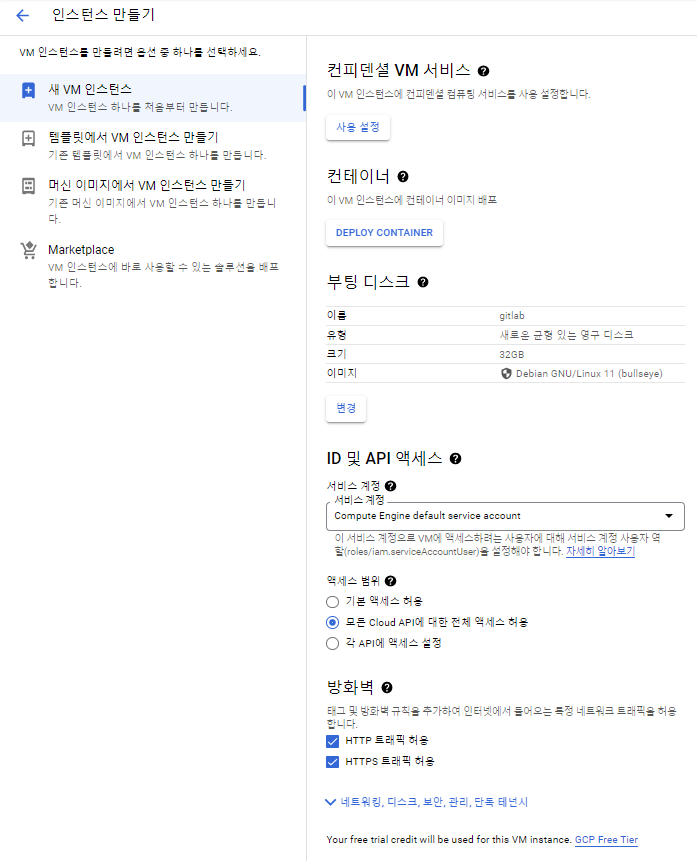 인스턴스 만들기
VM 인스턴스를 만들려면 옵션 중 하나를 선택하세요.
새 VM 인스턴스
VM 인스턴스 하나를 처음부터 만듭니다.
템플릿에서 VM 인스턴스 만들기
기존 템플릿에서 VM 인스턴스 하나를 만듭니다.
머신 이미지에서 VM 인스턴스 만들기
기존 머신 이미지에서 VM 인스턴스 하나를 만듭니
다.
Marketplace
VM 인스턴스에 바로 사용할 수 있는 솔루션을 배포
합니다.
컨피덴셜 VM 서비스
이 VM 인스턴스에 컨피덴셜 컴퓨팅 서비스를 사용 설정합니다.
사용 설정
컨테이너
이 VM 인스턴스에 컨테이너 이미지 배포
DEPLOY CONTAINER
부팅 디스크
이름 gitlab
유형 새로운 균형 있는 영구 디스크
크기 32GB
이미지 Debian GNU/Linux 11 (bullseye)
변경
ID 및 API 액세스
서비스 계정
서비스 계정
Compute Engine default service account
이 서비스 계정으로 VM에 액세스하려는 사용자에 대해 서비스 계정 사용자 역
할(roles/iam.serviceAccountUser)을 설정해야 합니다. 자세히 알아보기
액세스 범위
기본 액세스 허용
모든 Cloud API에 대한 전체 액세스 허용
각 API에 액세스 설정
방화벽
태그 및 방화벽 규칙을 추가하여 인터넷에서 들어오는 특정 네트워크 트래픽을 허용
합니다.
HTTP 트래픽 허용
HTTPS 트래픽 허용
네트워킹, 디스크, 보안, 관리, 단독 테넌시
Your free trial credit will be used for this VM instance. GCP Free Tier